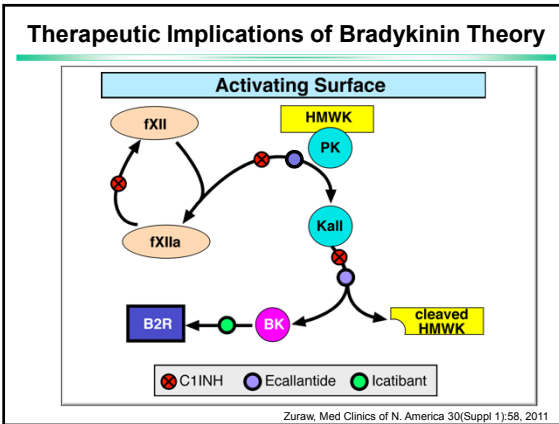 Therapeutic Implications of Bradykinin Theory
Activating Surface
fXII
HMWK
PK
fXIIa
Kall
B2R
BK
cleaved
HMWK
C1INH
Ecallantide
Icatibant
Zuraw, Med Clinics of N. America 30(Suppl 1):58, 2011